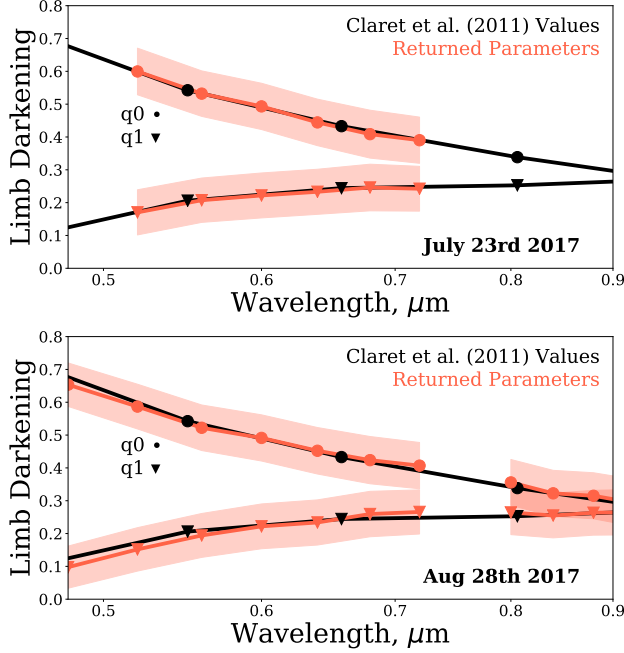 0.8
Claret et al. (2011) Values
0.7
Returned Parameters
0.6
0.5
q0 •
0.4
q1 ▼
0.3
0.2
0.1
July 23rd 2017
0.0
Limb Darkening
0.5 0.6 0.7 0.8 0.9
Wavelength, μm
0.8
Claret et al. (2011) Values
0.7
Returned Parameters
0.6
0.5
q0 •
0.4
q1 ▼
0.3
0.2
0.1
Aug 28th 2017
0.0
Limb Darkening
0.5 0.6 0.7 0.8 0.9
Wavelength, μm